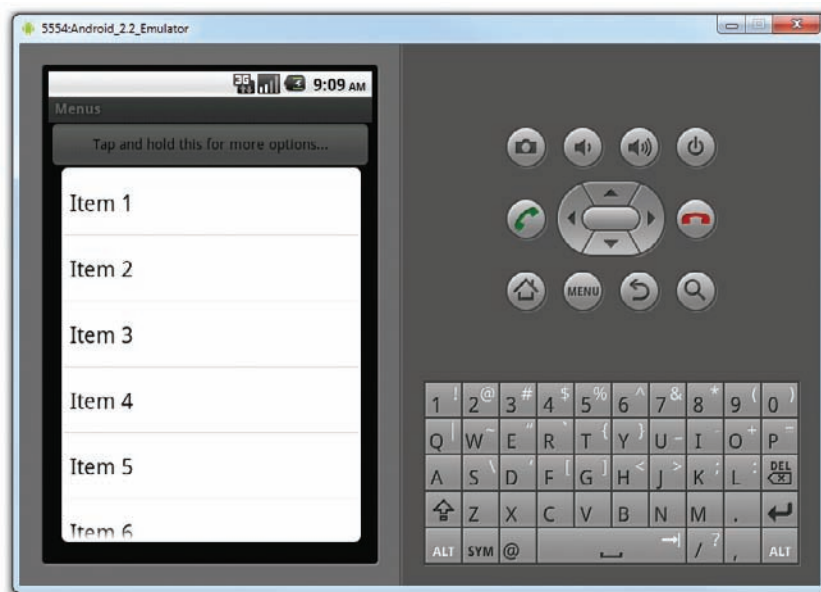 5554:Android_2.2_Emulator
3G 9:09 AM
Menus
Tap and hold this for more options...
Item 1
Item 2
Item 3
Item 4
Item 5
Item 6
MENU
1 ! 2 @ 3 # 4 $ 5 % 6 ^ 7 & 8 * 9 ( 0 )
Q | W ~ E " R ` T { Y } U _ I - O + P =
A S \ D ' F [ G ] H < J > K ; L : DEL
Z X C V B N M .
ALT SYM @ / ? , ALT